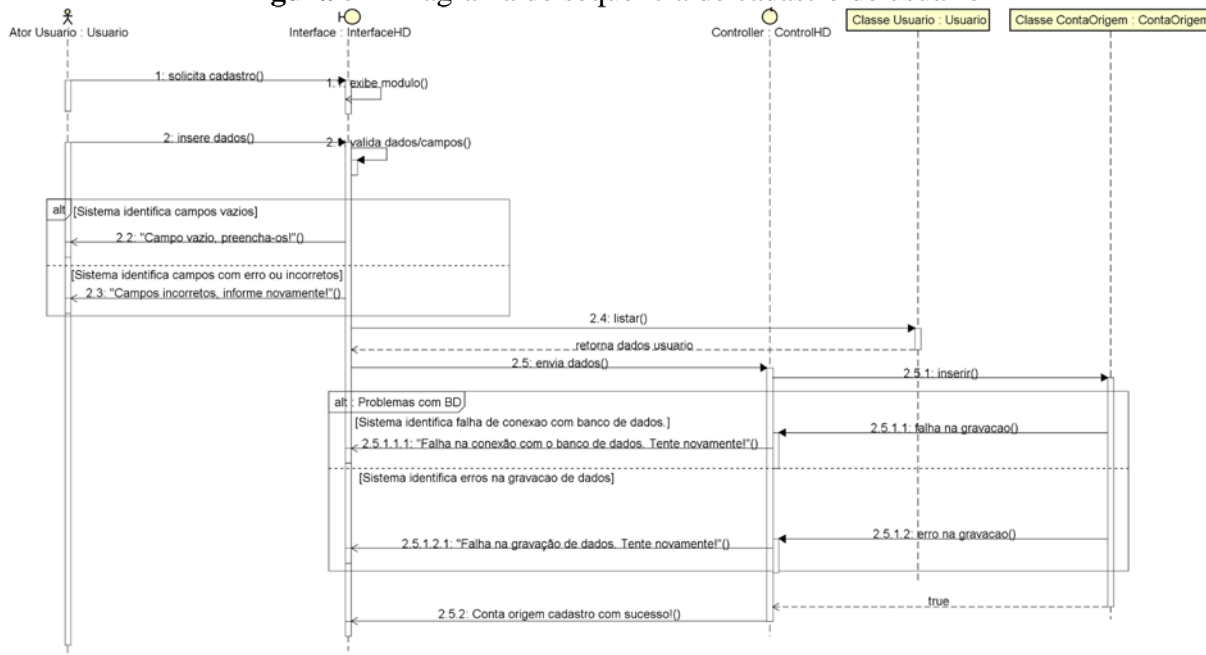 Ator Usuario : Usuario
Interface : InterfaceHD
Controller : ControlHD
Classe Usuario : Usuario
Classe ContaOrigem : ContaOrigem
1: solicita cadastro()
exibe modulo()
2: insere dados()
valida dados/campos()
alt
[Sistema identifica campos vazios]
2.2: "Campo vazio, preencha-os!"()
[Sistema identifica campos com erro ou incorretos]
2.3: "Campos incorretos, informe novamente!"()
2.4: listar()
retorna dados usuario
2.5: envia dados()
2.5.1: inserir()
alt : Problemas com BD
[Sistema identifica falha de conexao com banco de dados.]
2.5.1.1: falha na gravacao()
2.5.1.1.1: "Falha na conexão com o banco de dados. Tente novamente!"()
[Sistema identifica erros na gravacao de dados]
2.5.1.2: erro na gravacao()
2.5.1.2.1: "Falha na gravação de dados. Tente novamente!"()
true
2.5.2: Conta origem cadastro com sucesso!()